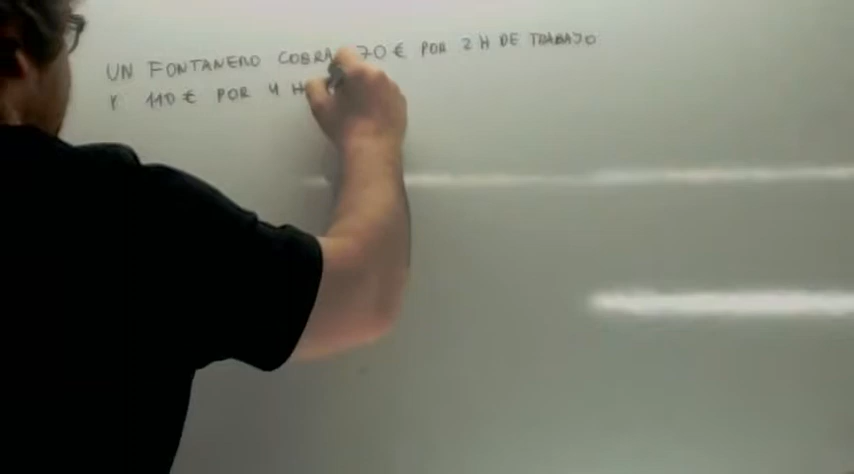 UN FONTANERO COBRA 70 € POR 2 H DE TRABAJO
Y 110 € POR 4 H